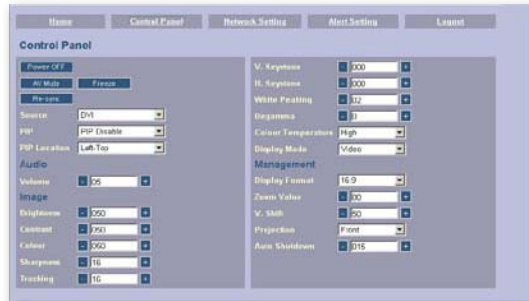 Home Control Panel Network Setting Alert Setting Logout
Control Panel
Power OFF
AV Mute Freeze
Re-sync
Source DVI
PIP PIP Disable
PIP Location Left-Top
Audio
Volume - 05 +
Image
Brightness - 050 +
Contrast - 050 +
Colour - 050 +
Sharpness - 16 +
Tracking - 16 +
V. Keystone - 000 +
H. Keystone - 000 +
White Peaking - 02 +
Degamma - 0 +
Colour Temperature High
Display Mode Video
Management
Display Format 16:9
Zoom Value - 00 +
V. Shift - 50 +
Projection Front
Auto Shutdown - 015 +